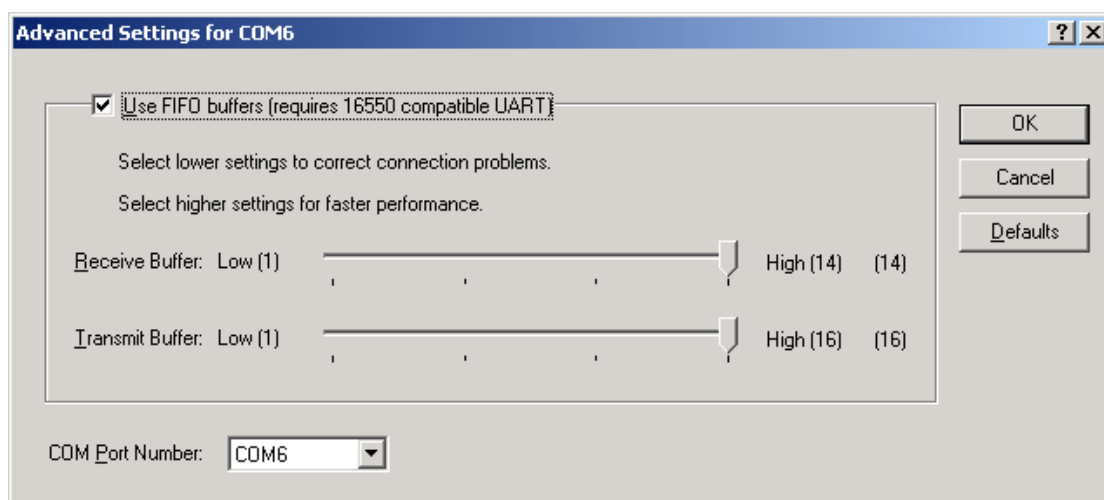 Advanced Settings for COM6
Use FIFO buffers (requires 16550 compatible UART)
OK
Select lower settings to correct connection problems.
Cancel
Select higher settings for faster performance.
Defaults
Receive Buffer: Low (1) High (14) (14)
Transmit Buffer: Low (1) High (16) (16)
COM Port Number: COM6